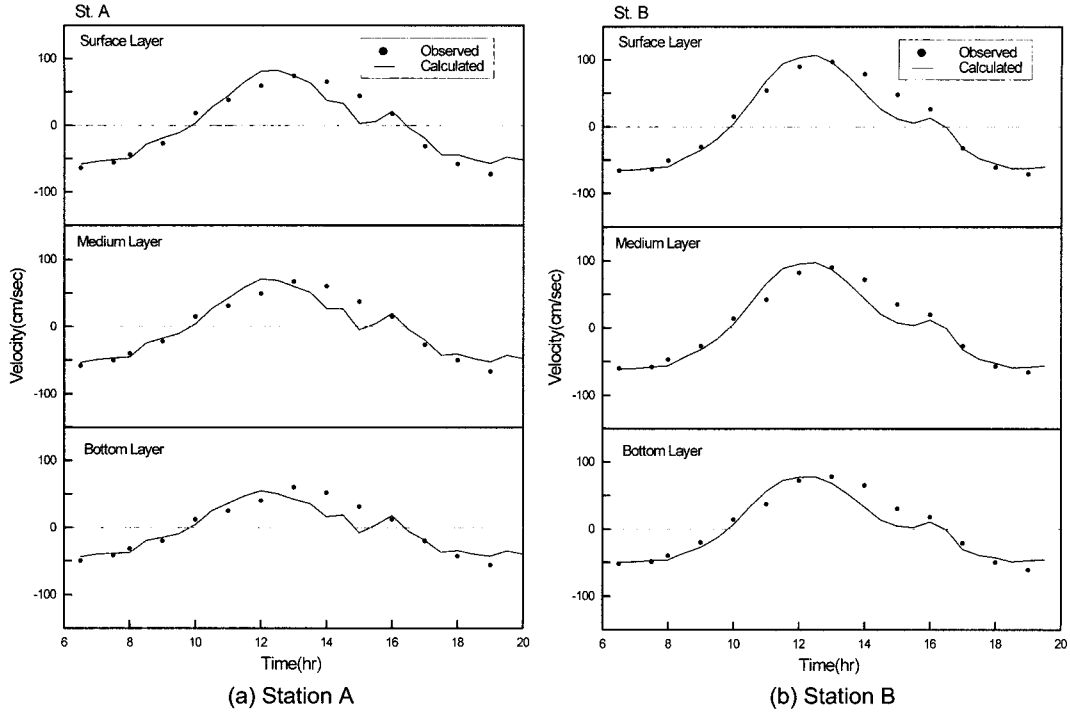 St. A
Surface Layer
Observed
Calculated
100
0
-100
Medium Layer
100
0
-100
Velocity(cm/sec)
Bottom Layer
100
0
-100
6 8 10 12 14 16 18 20
Time(hr)
(a) Station A
St. B
Surface Layer
Observed
Calculated
100
0
-100
Medium Layer
100
0
-100
Velocity(cm/sec)
Bottom Layer
100
0
-100
6 8 10 12 14 16 18 20
Time(hr)
(b) Station B